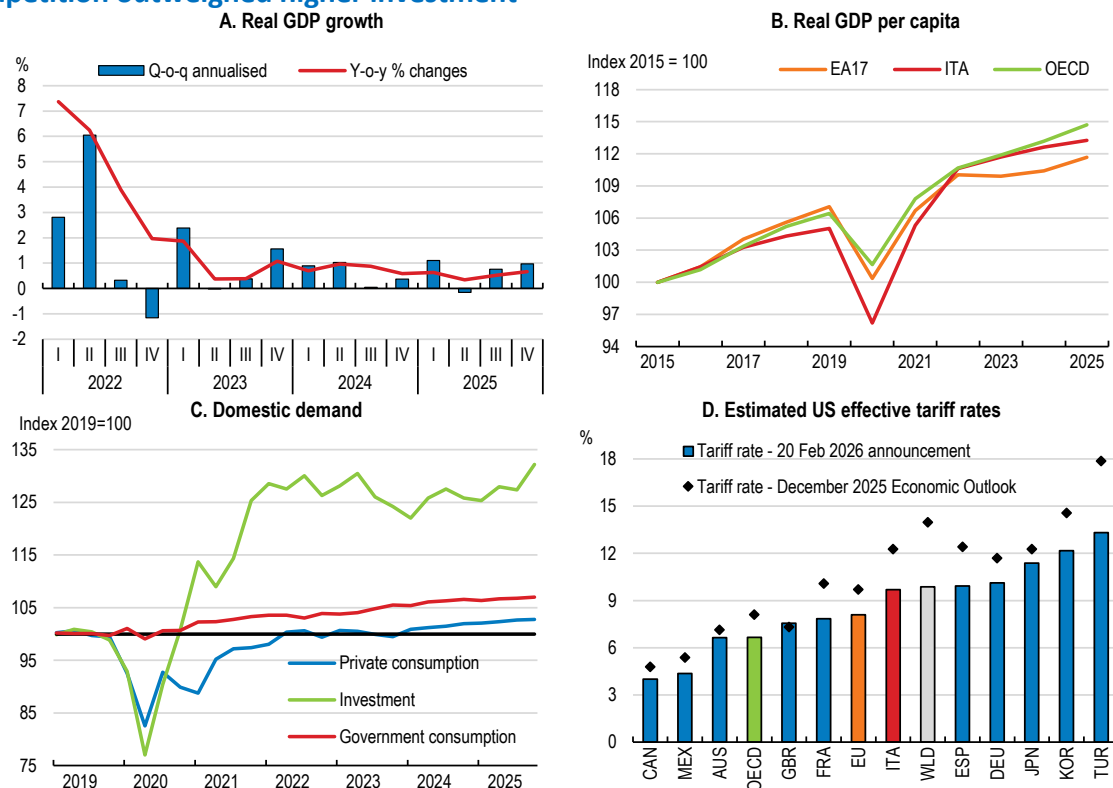 petition outweighed higher investment
A. Real GDP growth
%
Q-o-q annualised
Y-o-y % changes
8
7
6
5
4
3
2
1
0
-1
-2
I II III IV I II III IV I II III IV I II III IV
2022 2023 2024 2025
B. Real GDP per capita
Index 2015 = 100
EA17 ITA OECD
118
115
112
109
106
103
100
97
94
2015 2017 2019 2021 2023 2025
C. Domestic demand
Index 2019=100
135
125
115
105
95
85
75
Private consumption
Investment
Government consumption
2019 2020 2021 2022 2023 2024 2025
D. Estimated US effective tariff rates
%
Tariff rate - 20 Feb 2026 announcement
Tariff rate - December 2025 Economic Outlook
18
15
12
9
6
3
0
CAN MEX AUS OECD GBR FRA EU ITA WLD ESP DEU JPN KOR TUR